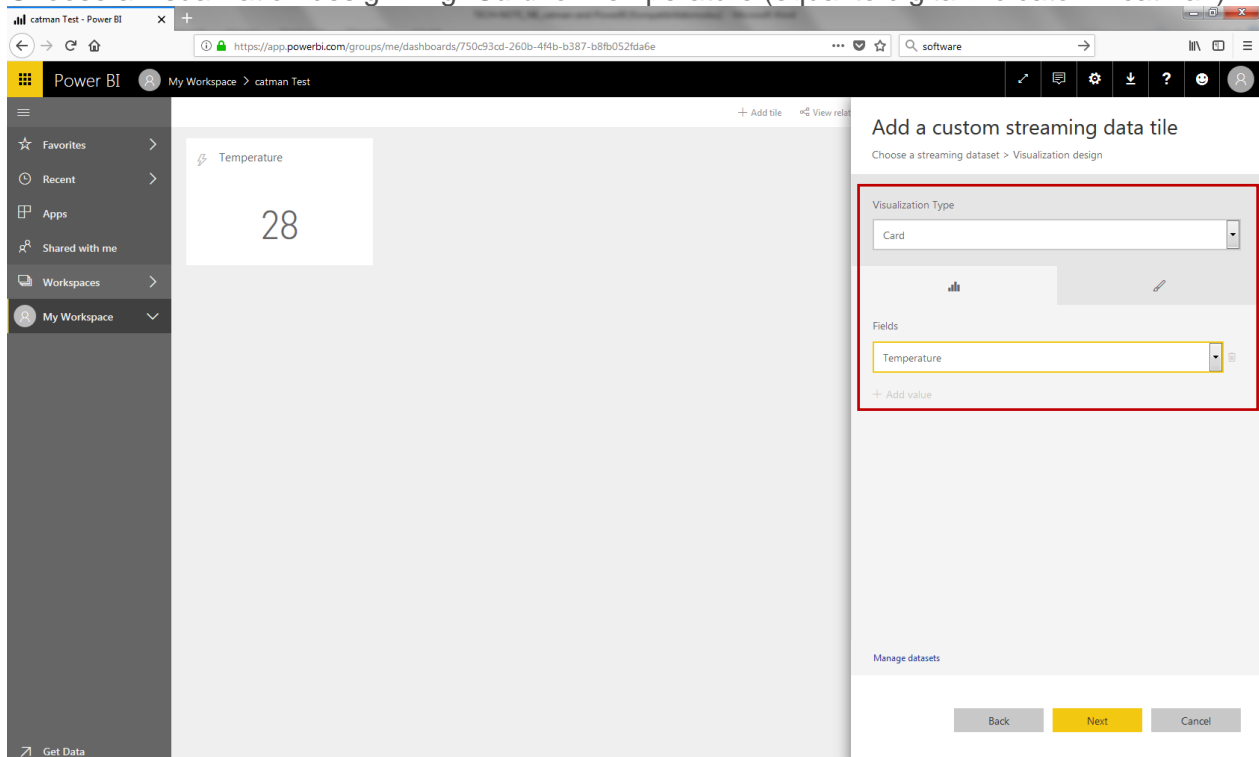 catman Test - Power BI
https://app.powerbi.com/groups/me/dashboards/750c93cd-260b-4f4b-b387-b8fb052fda6e
software
Power BI
My Workspace > catman Test
+ Add tile
View relat
Favorites
Recent
Apps
Shared with me
Workspaces
My Workspace
Get Data
Temperature
28
Add a custom streaming data tile
Choose a streaming dataset > Visualization design
Visualization Type
Card
Fields
Temperature
+ Add value
Manage datasets
Back
Next
Cancel